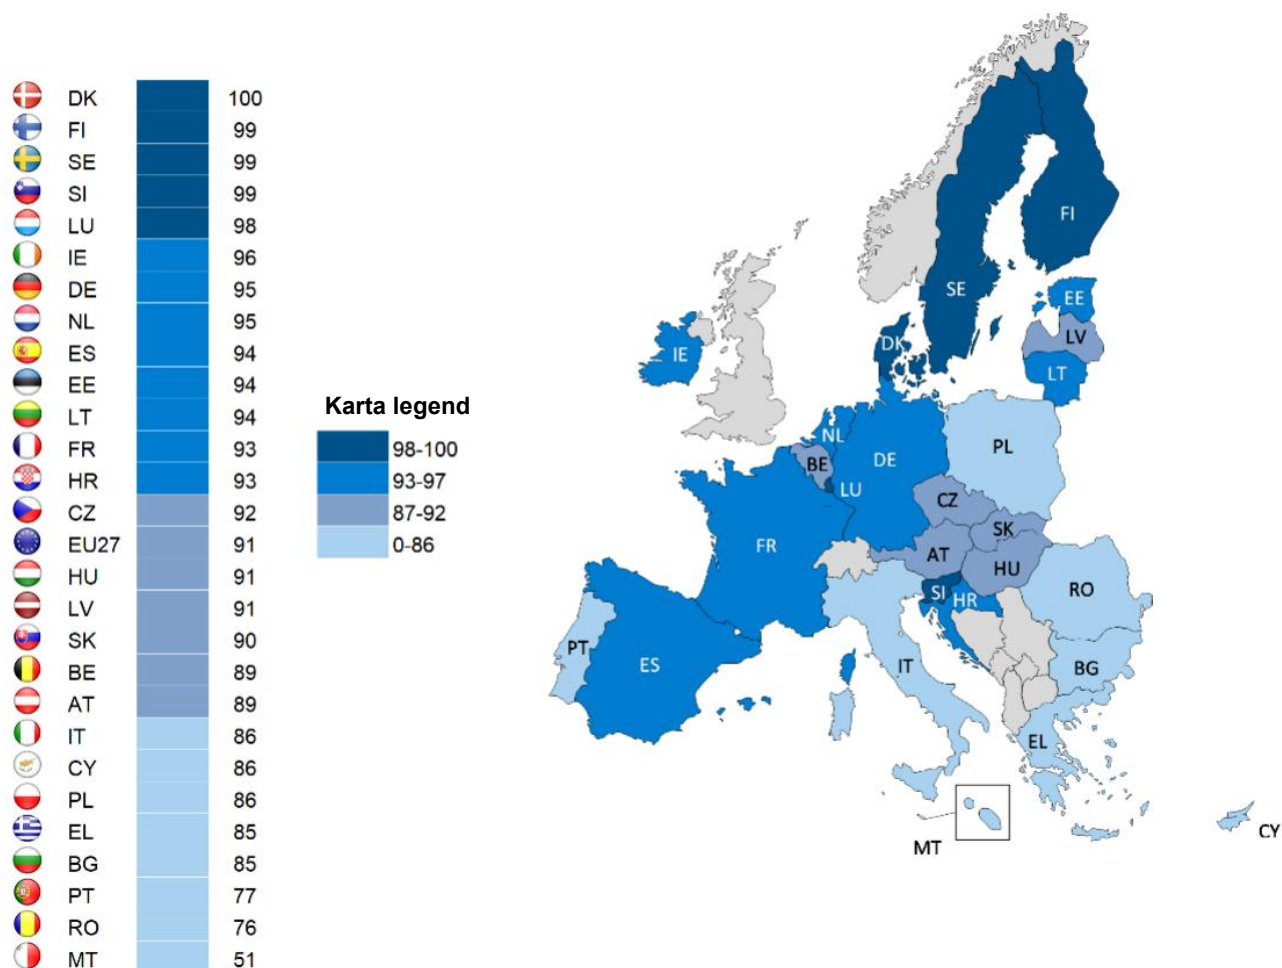 DK 100
FI 99
SE 99
SI 99
LU 98
IE 96
DE 95
NL 95
ES 94
EE 94
LT 94
FR 93
HR 93
CZ 92
EU27 91
HU 91
LV 91
SK 90
BE 89
AT 89
IT 86
CY 86
PL 86
EL 85
BG 85
PT 77
RO 76
MT 51
Karta legend
98-100
93-97
87-92
0-86
FI
SE
EE
LV
LT
DK
IE
NL
BE
DE
PL
LU
CZ
SK
FR
AT
HU
SI
HR
RO
PT
ES
IT
BG
EL
MT
CY